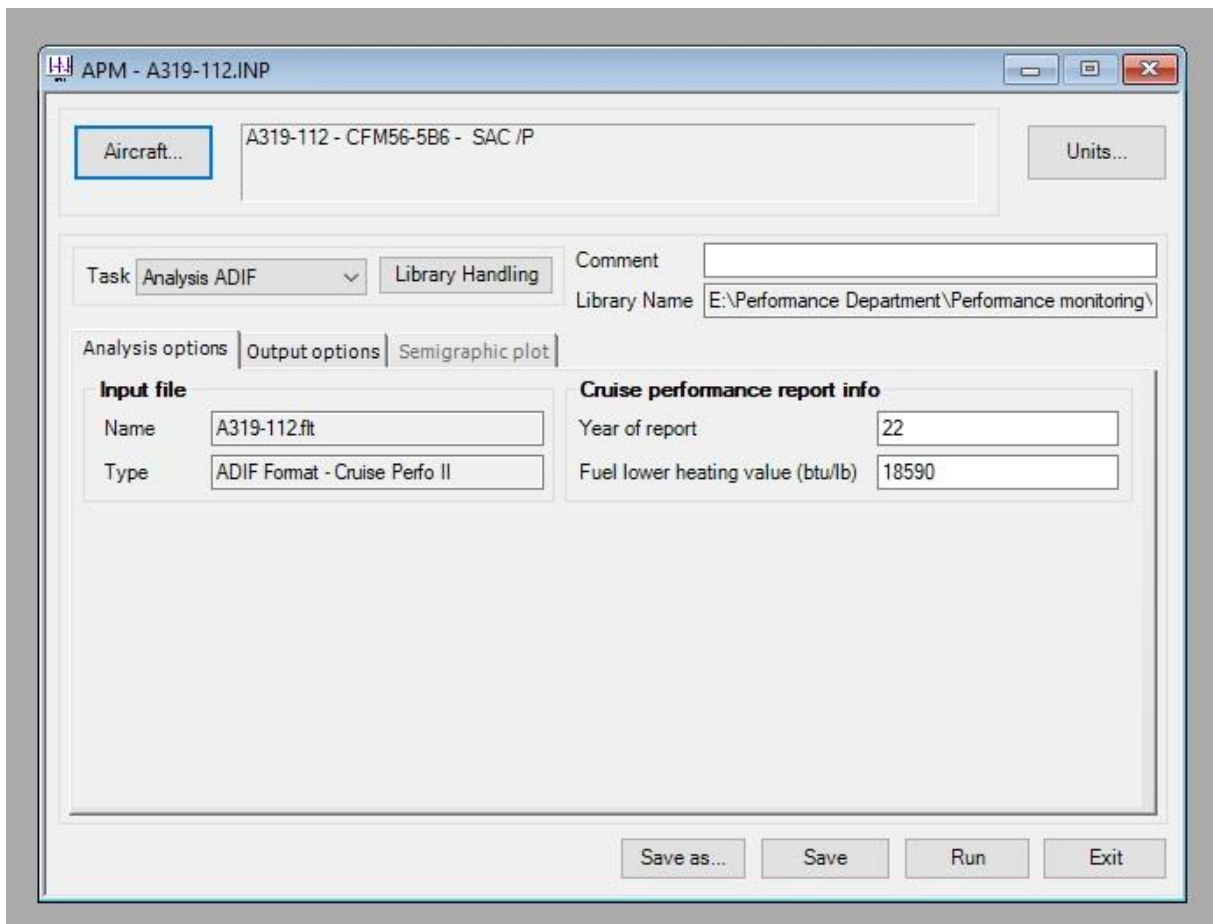 APM - A319-112.INP
Aircraft...
A319-112 - CFM56-5B6 -  SAC /P
Units...
Task
Analysis ADIF
Library Handling
Comment
Library Name
E:\Performance Department\Performance monitoring\
Analysis options
Output options
Semigraphic plot
Input file
Name
A319-112.flt
Type
ADIF Format - Cruise Perfo II
Cruise performance report info
Year of report
22
Fuel lower heating value (btu/lb)
18590
Save as...
Save
Run
Exit